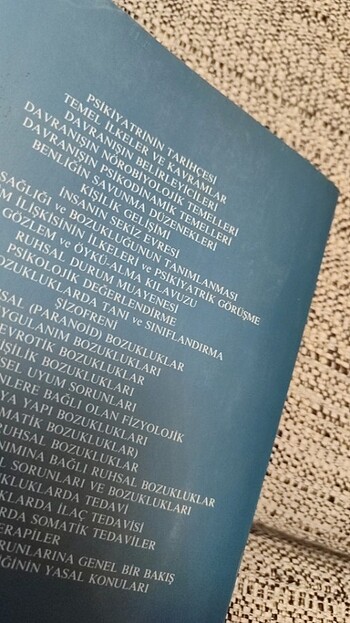 PSİKİYATRİNİN TARİHÇESİ
TEMEL İLKELER VE KAVRAMLAR
DAVRANIŞIN BELİRLEYİCİLERİ
DAVRANIŞIN NÖROBİYOLOJİK TEMELLERİ
DAVRANIŞIN PSİKODİNAMİK TEMELLERİ
BENLİĞİN SAVUNMA DÜZENEKLERİ
KİŞİLİK GELİŞİMİ
İNSANIN SEKİZ EVRESİ
SAĞLIĞI ve BOZUKLUĞUNUN TANIMLANMASI
M İLİŞKİSİNİN İLKELERİ ve PSİKİYATRİK GÖRÜŞME
GÖZLEM ve ÖYKÜ-ALMA KILAVUZU
RUHSAL DURUM MUAYENESİ
PSİKOLOJİK DEĞERLENDİRME
BOZUKLUKLARDA TANI ve SINIFLANDIRMA
ŞİZOFRENİ
SAL (PARANOİD) BOZUKLUKLAR
UYGULANIM BOZUKLUKLARI
EVROTİK BOZUKLUKLAR
İŞİLİK BOZUKLUKLARI
SEL UYUM SORUNLARI
NLERE BAĞLI OLAN FİZYOLOJİK
YA YAPI BOZUKLUKLARI
MATİK BOZUKLUKLAR)
RUHSAL BOZUKLUKLAR
NIMINA BAĞLI RUHSAL BOZUKLUKLAR
L SORUNLARI VE BOZUKLUKLARI
UKLUKLARDA TEDAVİ
KLARDA İLAÇ TEDAVİSİ
RDA SOMATİK TEDAVİLER
ERAPİLER
RUNLARINA GENEL BİR BAKIŞ
İĞİNİN YASAL KONULARI